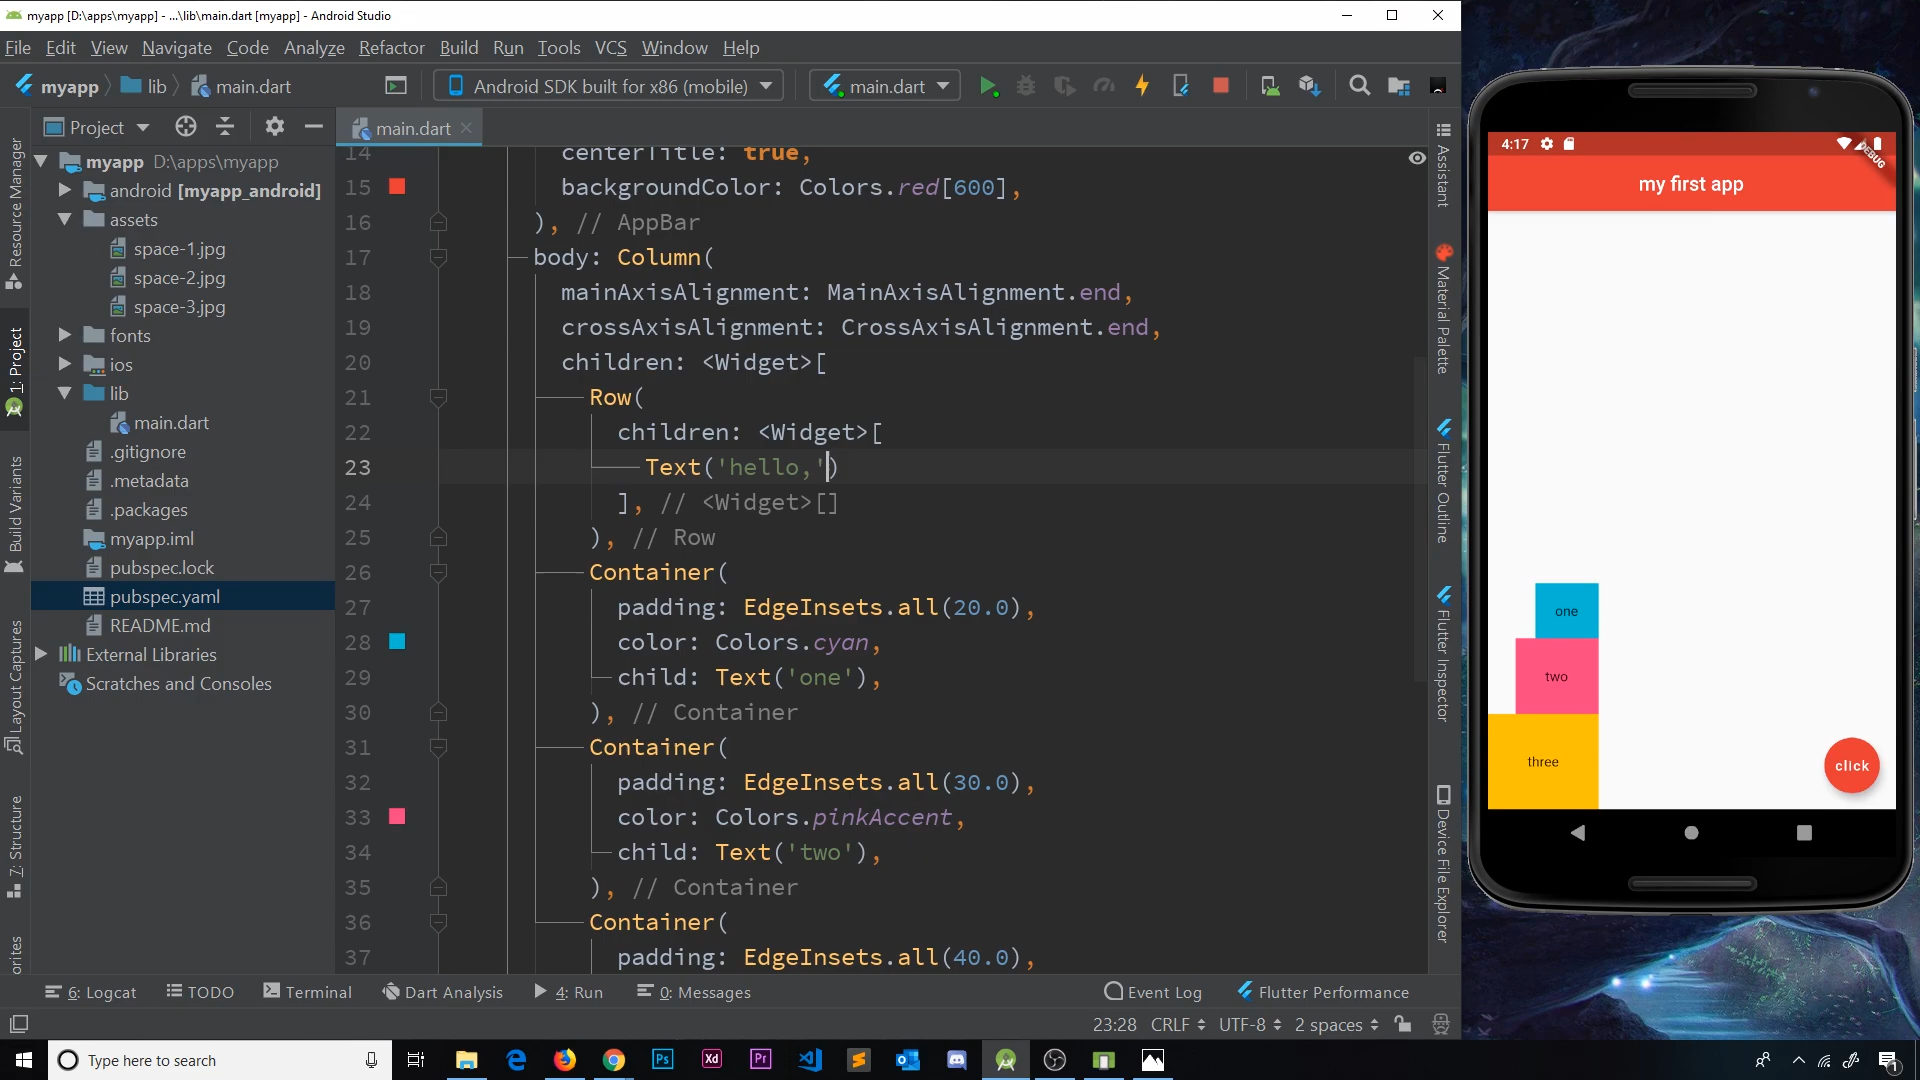 myapp [D:\apps\myapp] - ...\lib\main.dart [myapp] - Android Studio
File Edit View Navigate Code Analyze Refactor Build Run Tools VCS Window Help
myapp lib main.dart Android SDK built for x86 (mobile) main.dart
Project main.dart
myapp D:\apps\myapp
android [myapp_android]
assets
space-1.jpg
space-2.jpg
space-3.jpg
fonts
ios
lib
main.dart
.gitignore
.metadata
.packages
myapp.iml
pubspec.lock
pubspec.yaml
README.md
External Libraries
Scratches and Consoles
Resource Manager
1: Project
Build Variants
Layout Captures
7: Structure
orites
14 centerTitle: true,
15 backgroundColor: Colors.red[600],
16 ), // AppBar
17 body: Column(
18 mainAxisAlignment: MainAxisAlignment.end,
19 crossAxisAlignment: CrossAxisAlignment.end,
20 children: <Widget>[
21 Row(
22 children: <Widget>[
23 Text('hello,')
24 ], // <Widget>[]
25 ), // Row
26 Container(
27 padding: EdgeInsets.all(20.0),
28 color: Colors.cyan,
29 child: Text('one'),
30 ), // Container
31 Container(
32 padding: EdgeInsets.all(30.0),
33 color: Colors.pinkAccent,
34 child: Text('two'),
35 ), // Container
36 Container(
37 padding: EdgeInsets.all(40.0),
Assistant
Material Palette
Flutter Outline
Flutter Inspector
Device File Explorer
4:17
DEBUG
my first app
one
two
three
click
6: Logcat TODO Terminal Dart Analysis 4: Run 0: Messages Event Log Flutter Performance
23:28 CRLF UTF-8 2 spaces
Type here to search
Ps Xd Pr
1